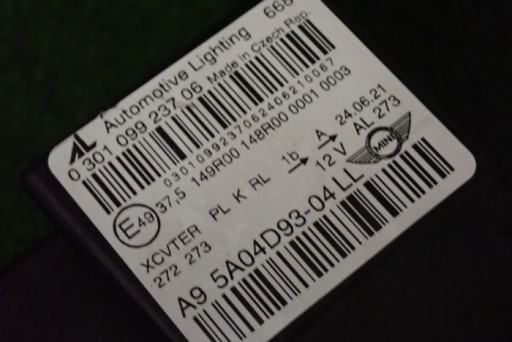 AL Automotive Lighting 668
0 301 099 237 06 Made in Czech Rep.
0301099237062406210067
E49 37,5 149R00 148R00 0001 0003
PL K RL 1b A 24.06.21
XCVTER 12 V AL 273
272 273 MINI
A9 5A04D93-04 LL